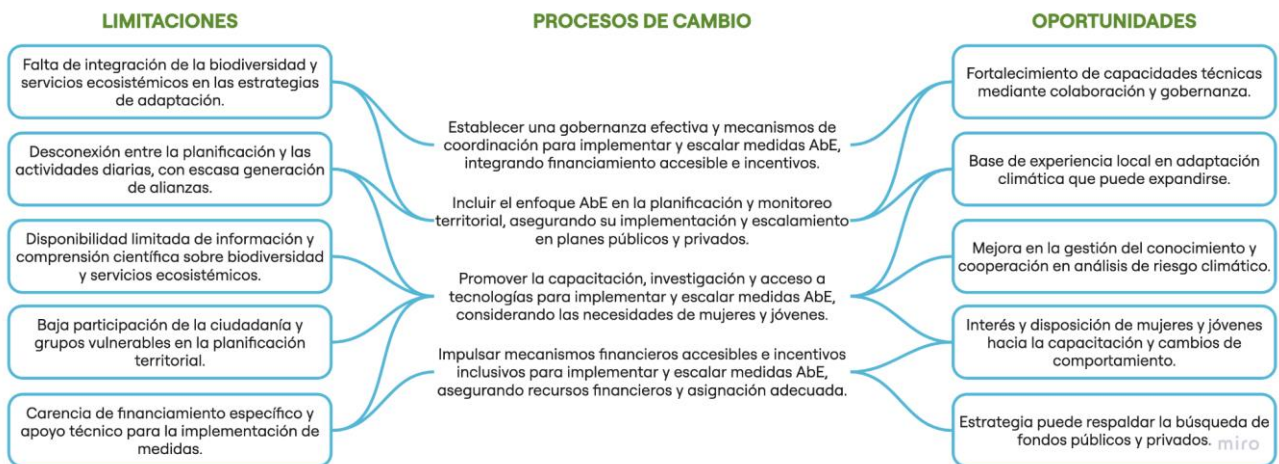 LIMITACIONES
Falta de integración de la biodiversidad y
servicios ecosistémicos en las estrategias
de adaptación.
Desconexión entre la planificación y las
actividades diarias, con escasa generación
de alianzas.
Disponibilidad limitada de información y
comprensión científica sobre biodiversidad
y servicios ecosistémicos.
Baja participación de la ciudadanía y
grupos vulnerables en la planificación
territorial.
Carencia de financiamiento específico y
apoyo técnico para la implementación de
medidas.
PROCESOS DE CAMBIO
Establecer una gobernanza efectiva y mecanismos de
coordinación para implementar y escalar medidas AbE,
integrando financiamiento accesible e incentivos.
Incluir el enfoque AbE en la planificación y monitoreo
territorial, asegurando su implementación y escalamiento
en planes públicos y privados.
Promover la capacitación, investigación y acceso a
tecnologías para implementar y escalar medidas AbE,
considerando las necesidades de mujeres y jóvenes.
Impulsar mecanismos financieros accesibles e incentivos
inclusivos para implementar y escalar medidas AbE,
asegurando recursos financieros y asignación adecuada.
OPORTUNIDADES
Fortalecimiento de capacidades técnicas
mediante colaboración y gobernanza.
Base de experiencia local en adaptación
climática que puede expandirse.
Mejora en la gestión del conocimiento y
cooperación en análisis de riesgo climático.
Interés y disposición de mujeres y jóvenes
hacia la capacitación y cambios de
comportamiento.
Estrategia puede respaldar la búsqueda de
fondos públicos y privados.
miro